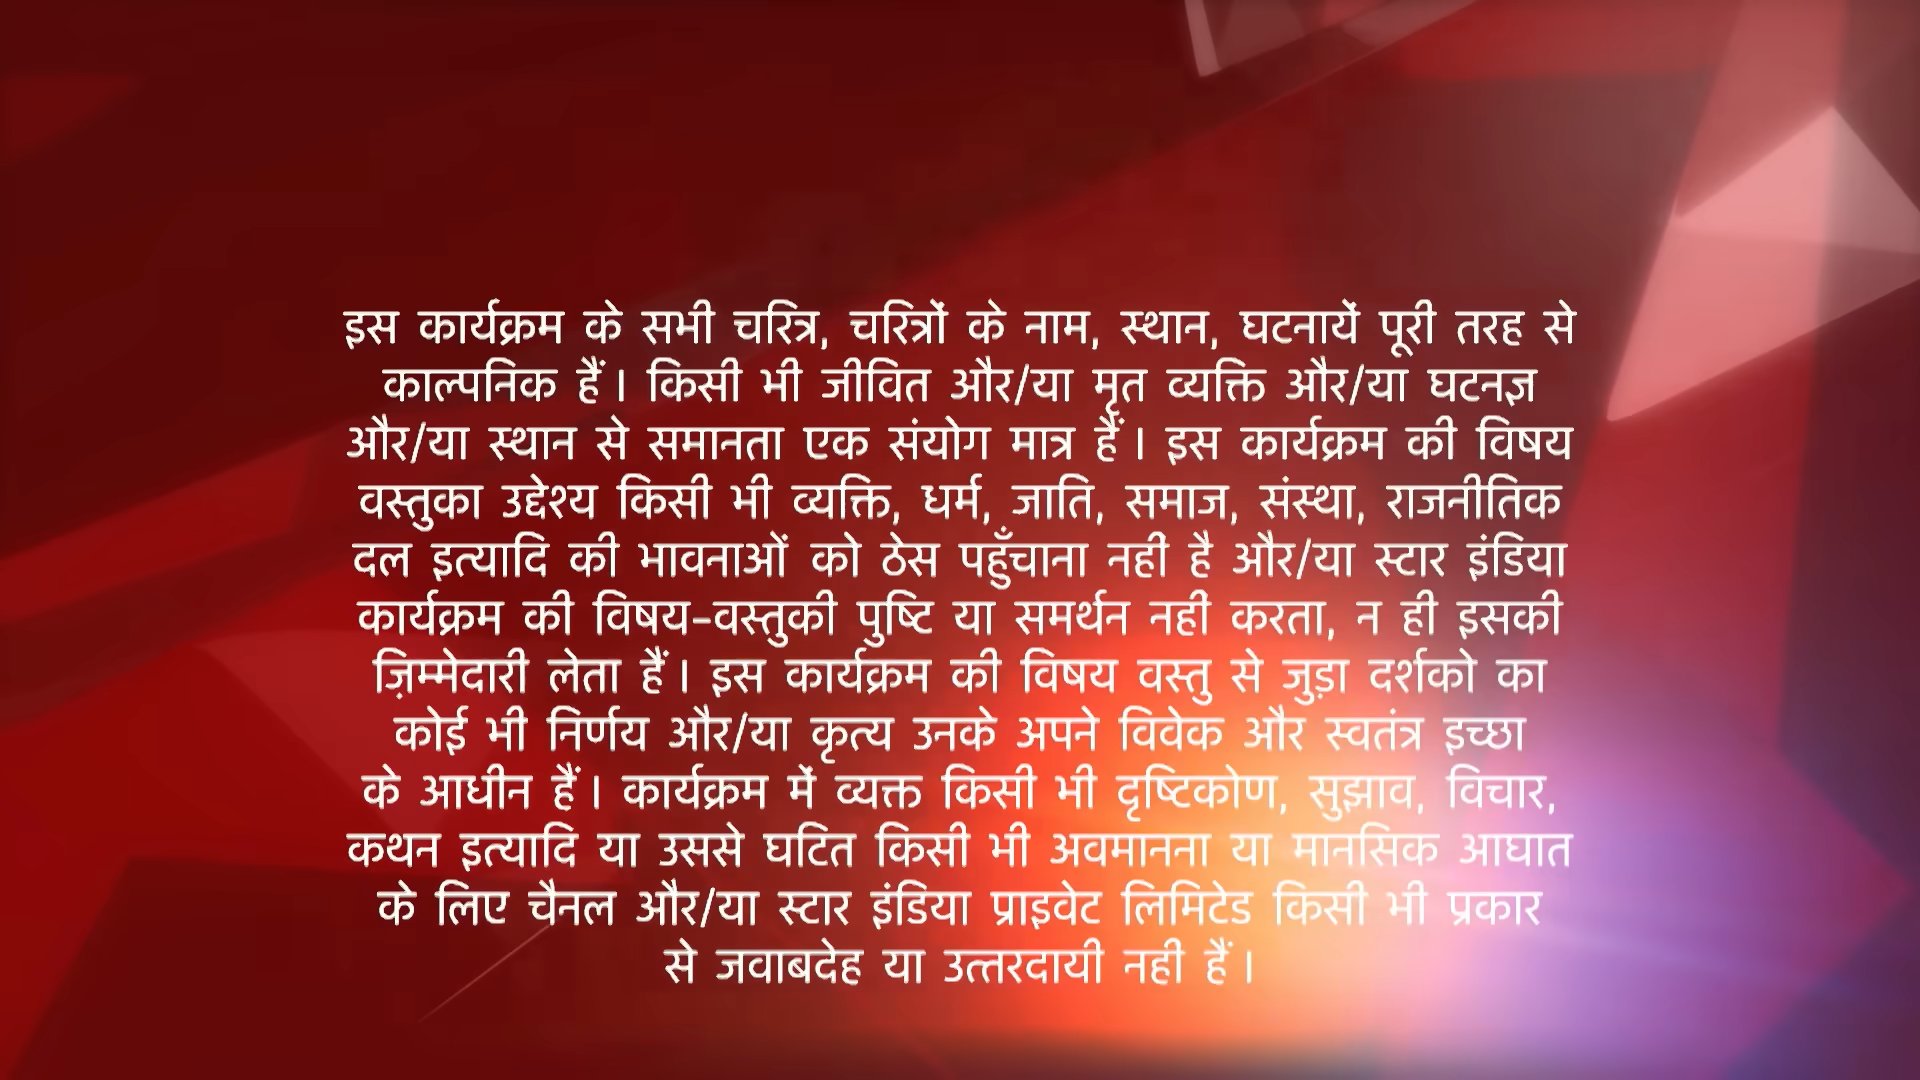 इस कार्यक्रम के सभी चरित्र, चरित्रों के नाम, स्थान, घटनायें पूरी तरह से
काल्पनिक हैं। किसी भी जीवित और/या मृत व्यक्ति और/या घटनज्ञ
और/या स्थान से समानता एक संयोग मात्र हैं। इस कार्यक्रम की विषय
वस्तुका उद्देश्य किसी भी व्यक्ति, धर्म, जाति, समाज, संस्था, राजनीतिक
दल इत्यादि की भावनाओं को ठेस पहुँचाना नहीं है और/या स्टार इंडिया
कार्यक्रम की विषय-वस्तुकी पुष्टि या समर्थन नहीं करता, न ही इसकी
ज़िम्मेदारी लेता हैं। इस कार्यक्रम की विषय वस्तु से जुड़ा दर्शको का
कोई भी निर्णय और/या कृत्य उनके अपने विवेक और स्वतंत्र इच्छा
के आधीन हैं। कार्यक्रम में व्यक्त किसी भी दृष्टिकोण, सुझाव, विचार,
कथन इत्यादि या उससे घटित किसी भी अवमानना या मानसिक आघात
के लिए चैनल और/या स्टार इंडिया प्राइवेट लिमिटेड किसी भी प्रकार
से जवाबदेह या उत्तरदायी नही हैं।